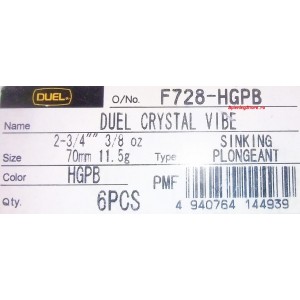 DUEL O/No. F728-HGPB
Name DUEL CRYSTAL VIBE
2-3/4"" 3/8 oz SINKING
Size 70mm 11.5g Type PLONGEANT
Color HGPB PMF
Qty. 6PCS 4 940764 144939